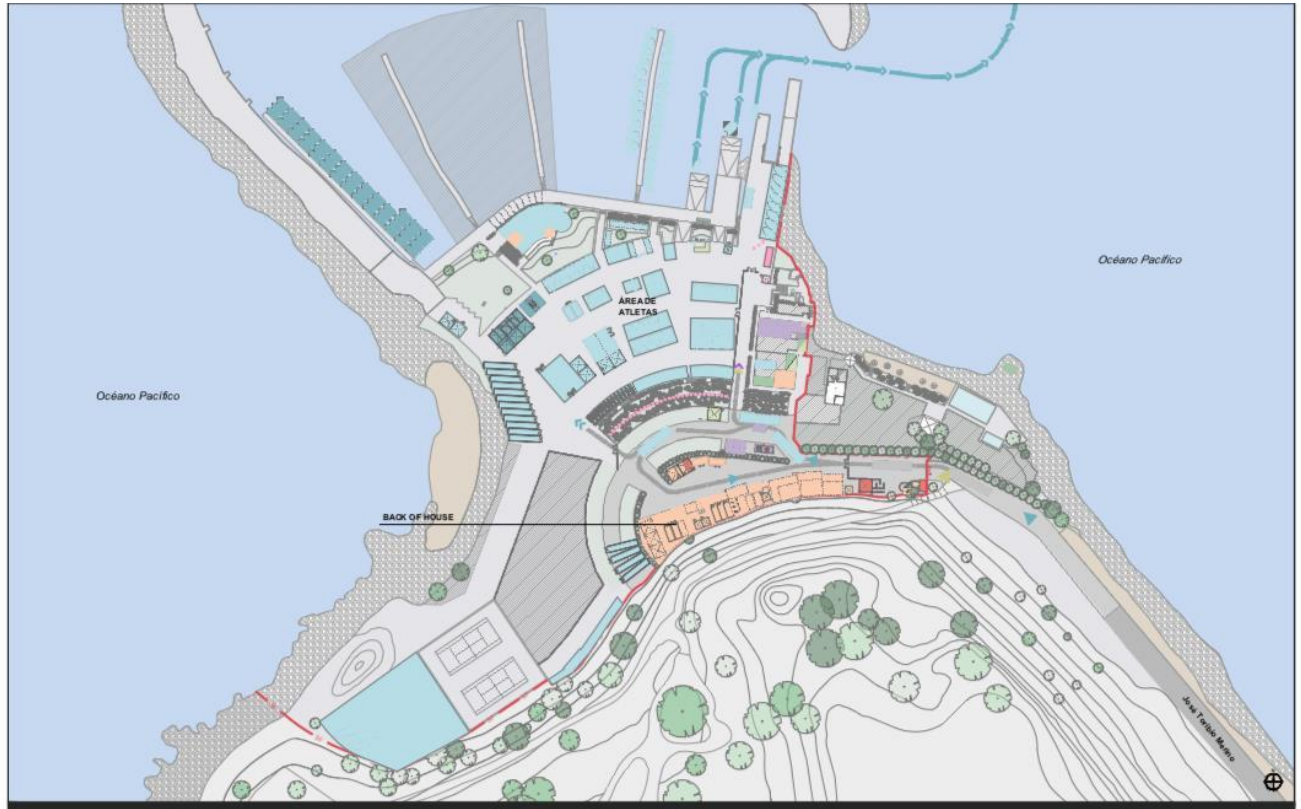 Océano Pacífico
ÁREA DE
ATLETAS
Océano Pacífico
BACK OF HOUSE
José Toribio Merino